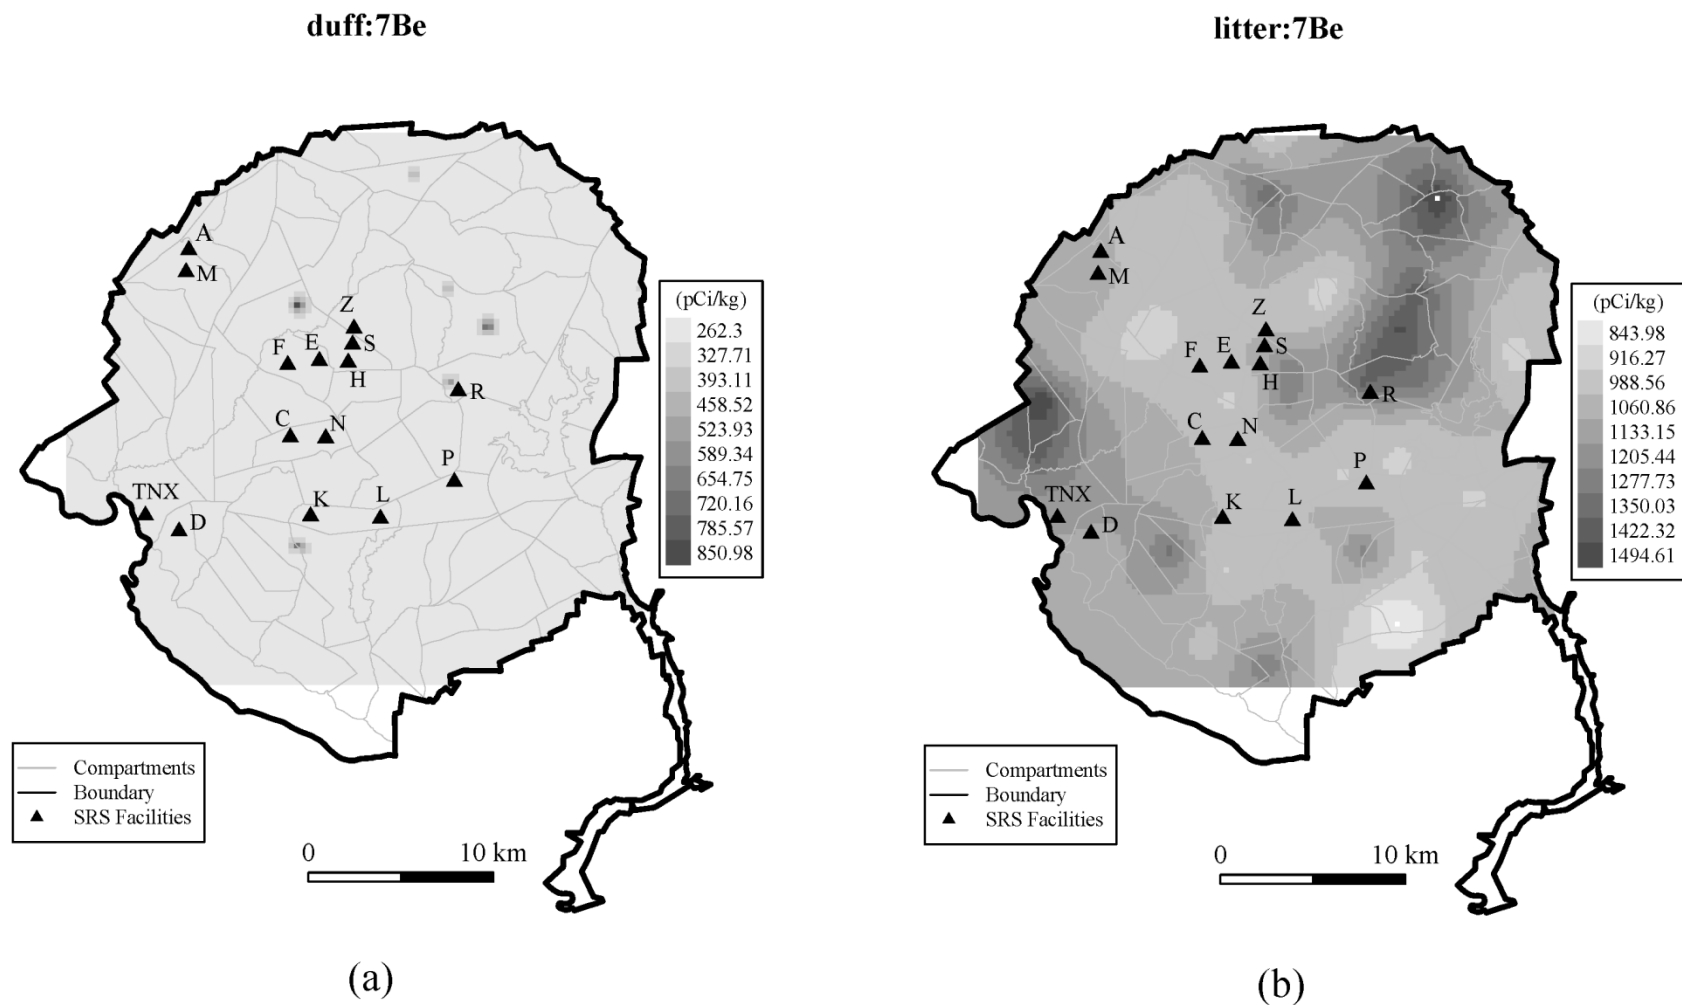 duff:7Be
A
M
Z
S
E
F
H
R
C
N
P
TNX
D
K
L
(pCi/kg)
262.3
327.71
393.11
458.52
523.93
589.34
654.75
720.16
785.57
850.98
Compartments
Boundary
SRS Facilities
0 10 km
(a)
litter:7Be
A
M
Z
S
E
F
H
R
C
N
P
TNX
D
K
L
(pCi/kg)
843.98
916.27
988.56
1060.86
1133.15
1205.44
1277.73
1350.03
1422.32
1494.61
Compartments
Boundary
SRS Facilities
0 10 km
(b)